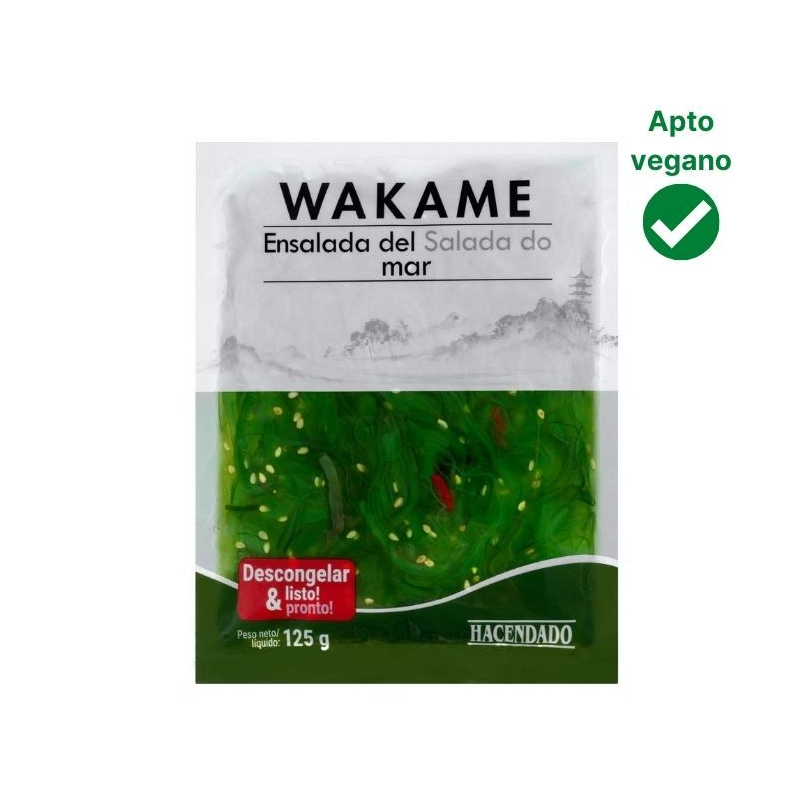 Apto
vegano
WAKAME
Ensalada del Salada do
mar
Descongelar
& listo!
pronto!
Peso neto/
líquido: 125 g
HACENDADO